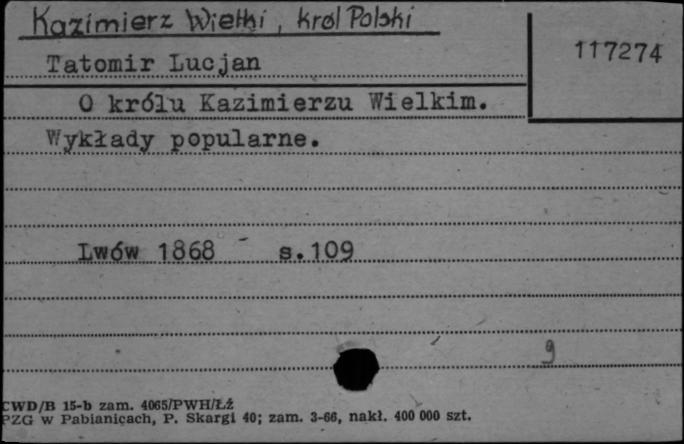 Kazimierz Wielki, król Polski
117274
Tatomir Lucjan
O królu Kazimierzu Wielkim.
Wykłady popularne.
Lwów 1868 s.109
9
CWD/B 15-b zam. 4065/PWH/Łź
PZG w Pabianicach, P. Skargi 40; zam. 3-66, nakł. 400 000 szt.